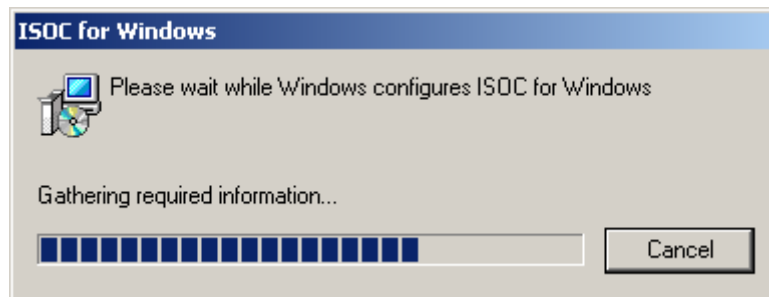 ISOC for Windows
Please wait while Windows configures ISOC for Windows
Gathering required information...
Cancel